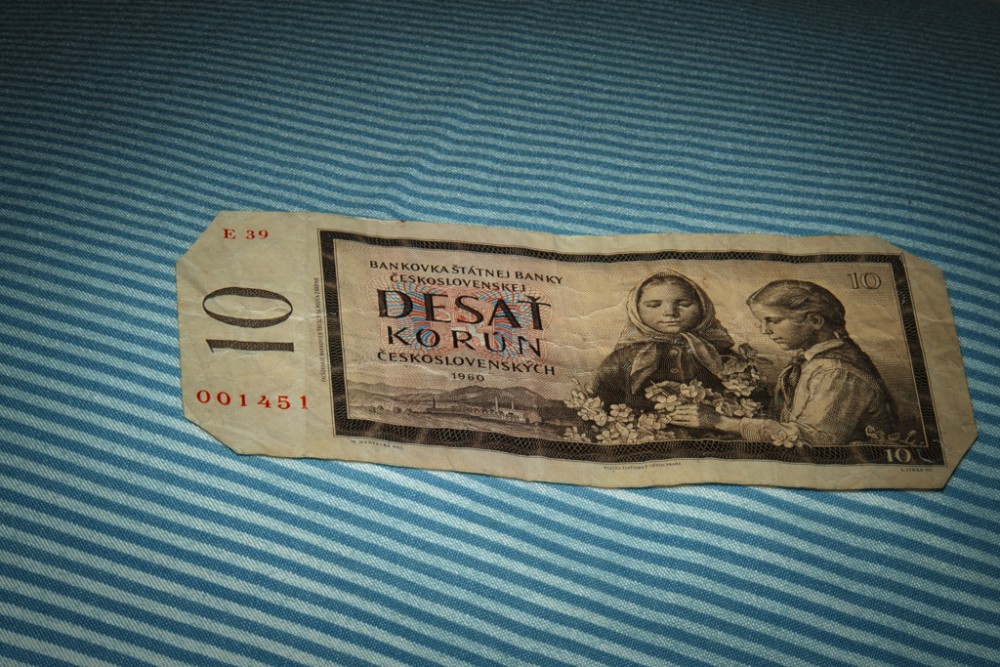 E 39
10
001451
BANKOVKA ŠTÁTNEJ BANKY
ČESKOSLOVENSKEJ
DESAŤ
KORÚN
ČESKOSLOVENSKÝCH
1960
10
10